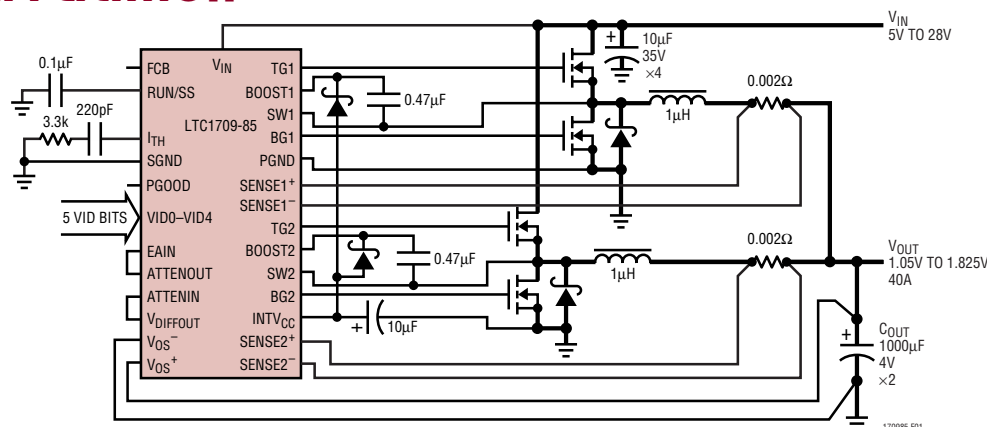 V_IN
5V TO 28V
10µF
35V
×4
0.1µF
220pF
3.3k
5 VID BITS
FCB
RUN/SS
I_TH
SGND
PGOOD
VID0–VID4
EAIN
ATTENOUT
ATTENIN
V_DIFFOUT
V_OS^–
V_OS^+
V_IN
LTC1709-85
TG1
BOOST1
SW1
BG1
PGND
SENSE1^+
SENSE1^–
TG2
BOOST2
SW2
BG2
INTV_CC
SENSE2^+
SENSE2^–
0.47µF
0.002Ω
1µH
0.47µF
10µF
1µH
0.002Ω
V_OUT
1.05V TO 1.825V
40A
C_OUT
1000µF
4V
×2